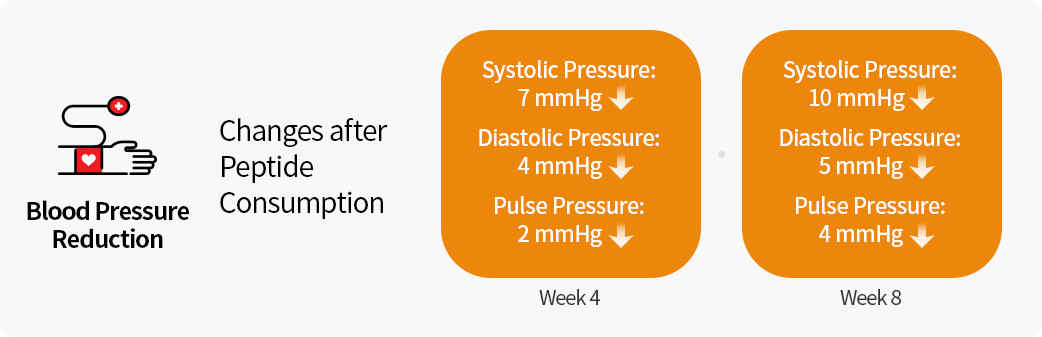 Blood Pressure
Reduction
Changes after
Peptide
Consumption
Systolic Pressure:
7 mmHg
Diastolic Pressure:
4 mmHg
Pulse Pressure:
2 mmHg
Week 4
Systolic Pressure:
10 mmHg
Diastolic Pressure:
5 mmHg
Pulse Pressure:
4 mmHg
Week 8